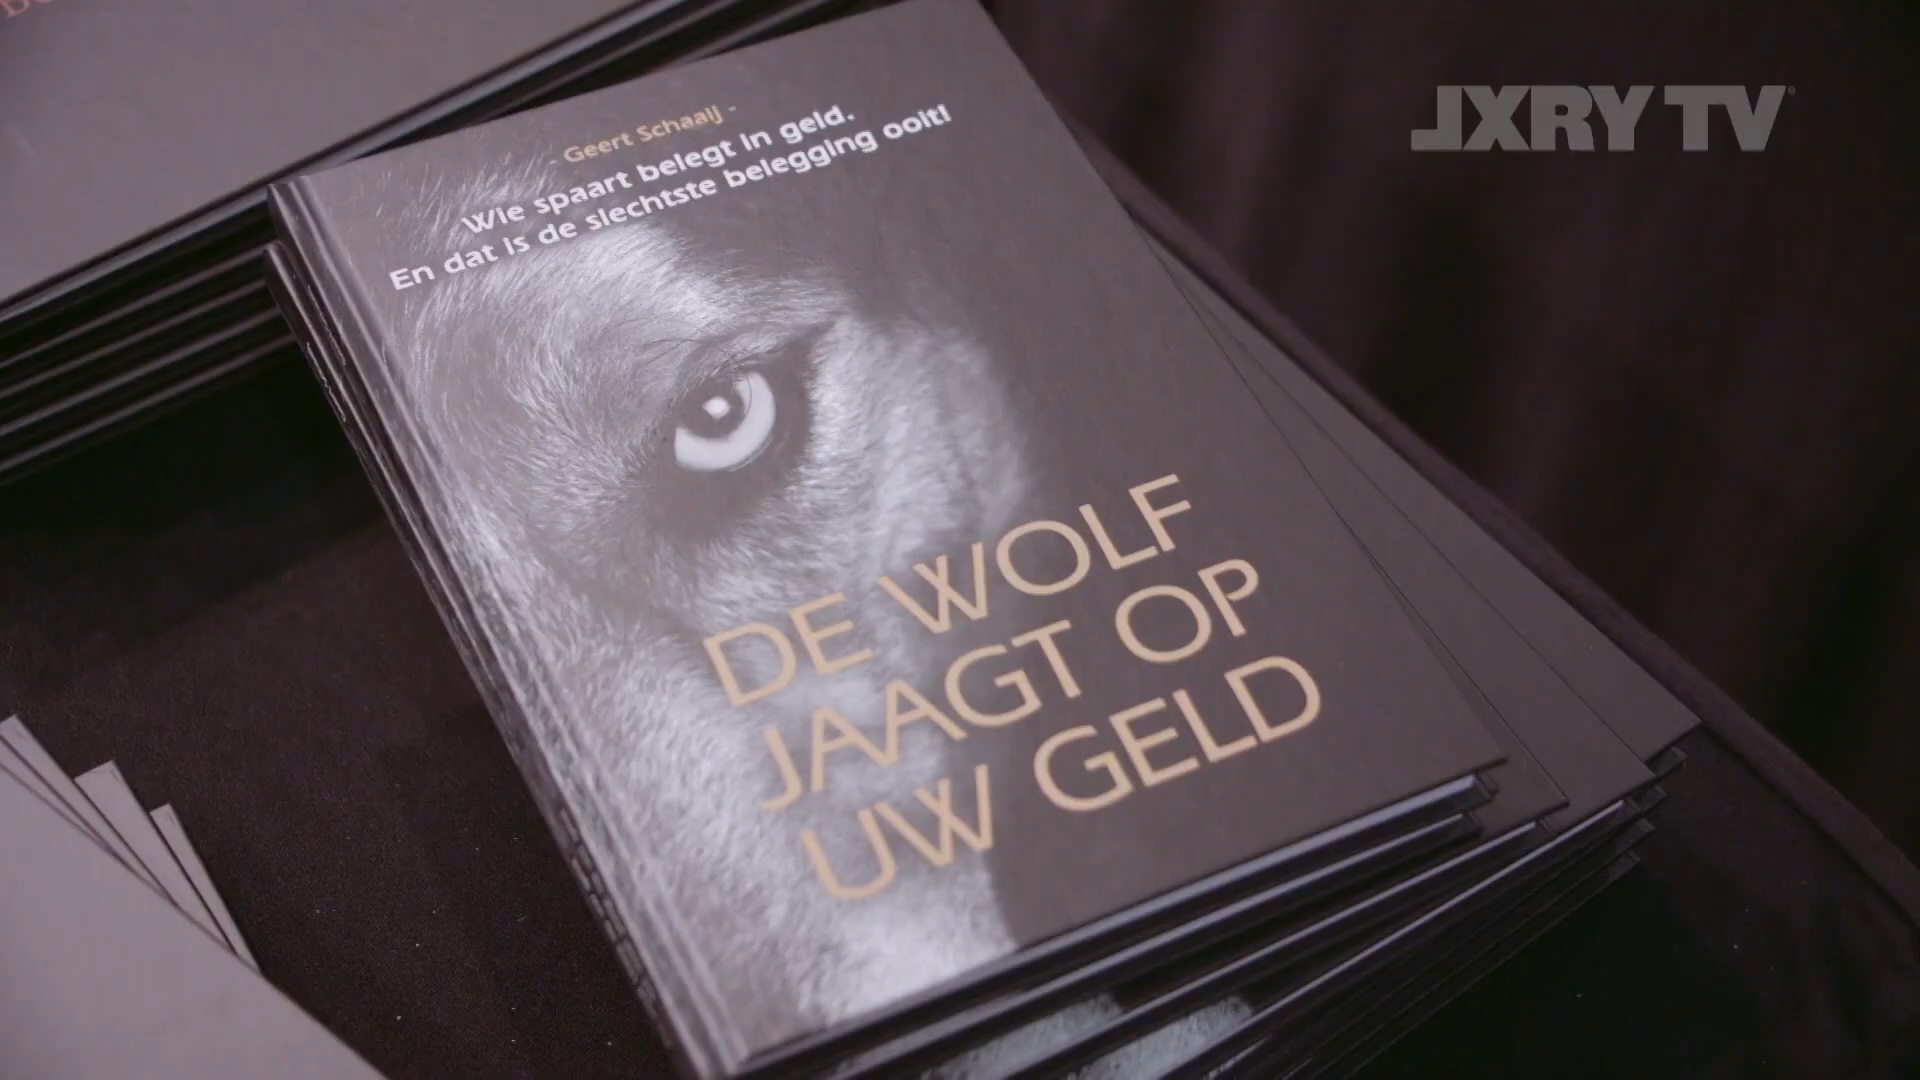 JXRY TV
- Geert Schaaij -
Wie spaart belegt in geld.
En dat is de slechtste belegging ooit!
DE WOLF
JAAGT OP
UW GELD